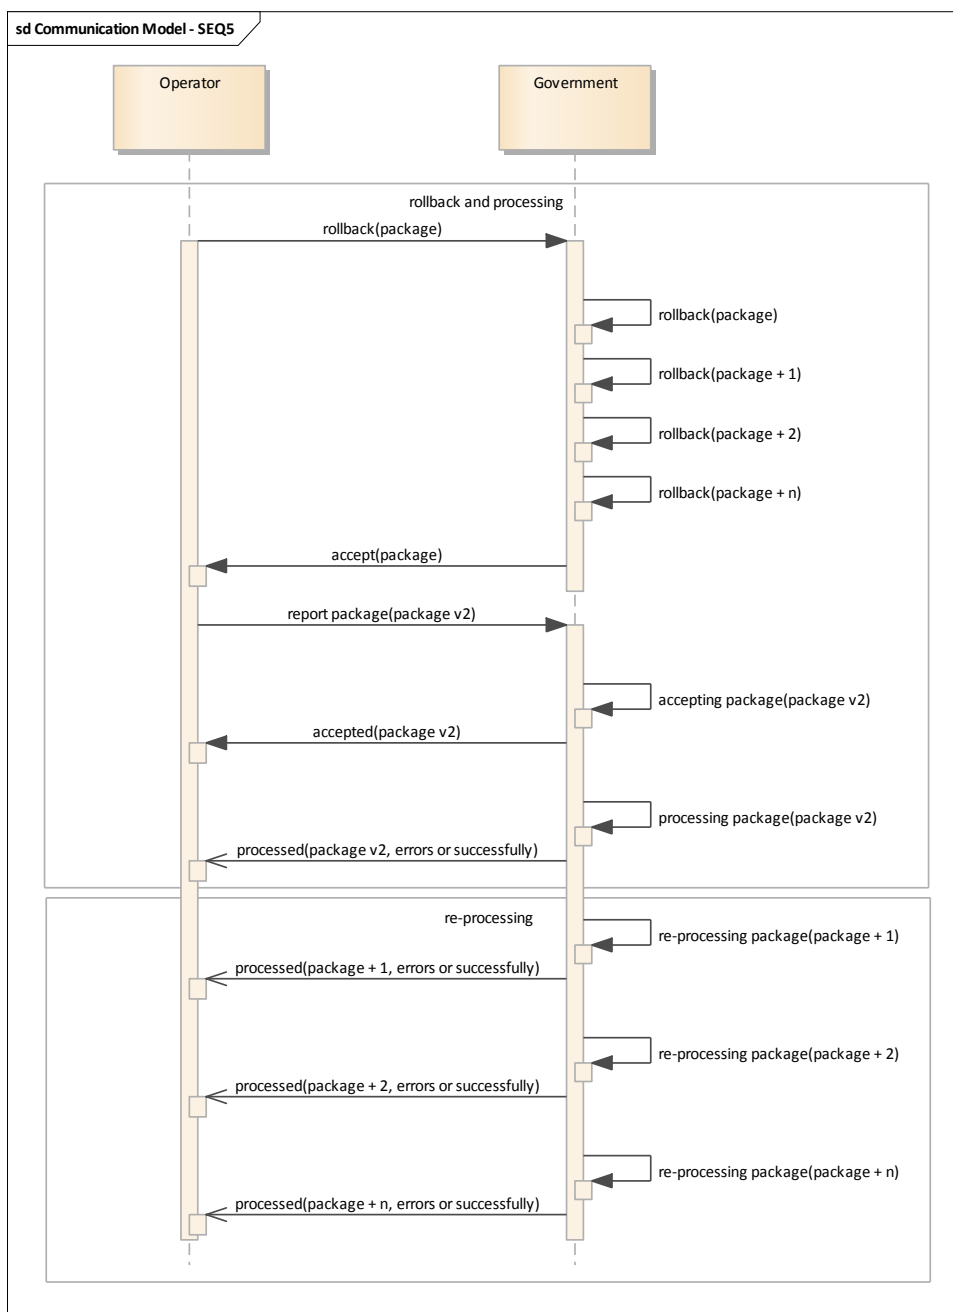 sd Communication Model - SEQ5
Operator
Government
rollback and processing
rollback(package)
rollback(package)
rollback(package + 1)
rollback(package + 2)
rollback(package + n)
accept(package)
report package(package v2)
accepting package(package v2)
accepted(package v2)
processing package(package v2)
processed(package v2, errors or successfully)
re-processing
re-processing package(package + 1)
processed(package + 1, errors or successfully)
re-processing package(package + 2)
processed(package + 2, errors or successfully)
re-processing package(package + n)
processed(package + n, errors or successfully)